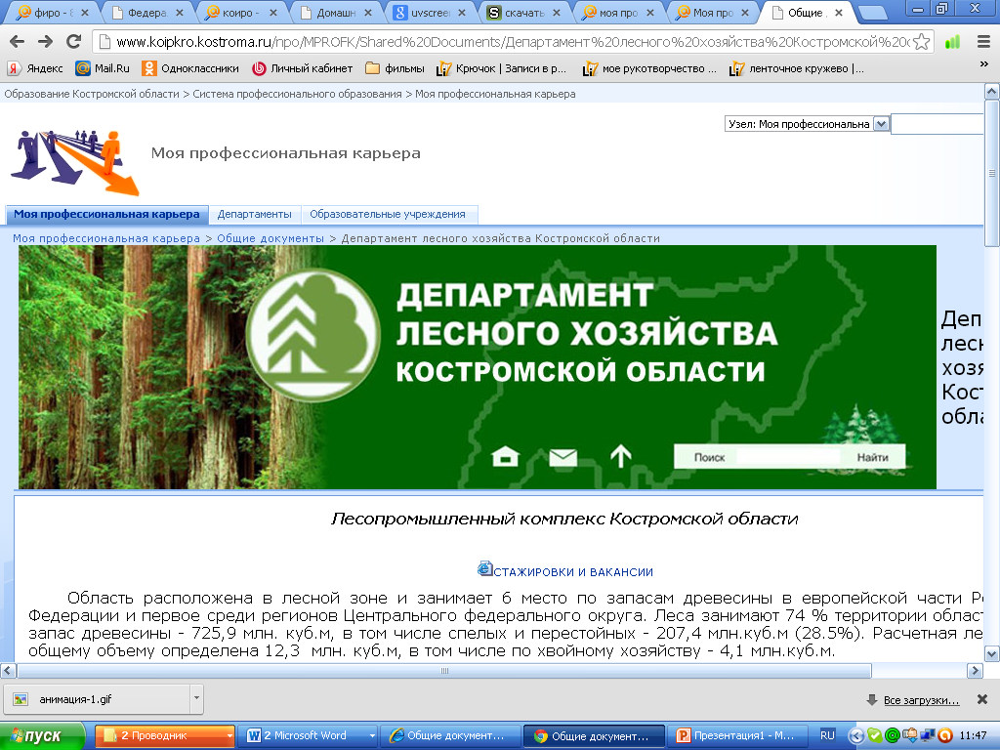 фиро -
Федера
коиро -
Домашн
uvscree
скачать
моя про
Моя про
Общие
www.koipkro.kostroma.ru/npo/MPROFK/Shared%20Documents/Департамент%20лесного%20хозяйства%20Костромской%20
Яндекс
Mail.Ru
Одноклассники
Личный кабинет
фильмы
Крючок | Записи в р...
мое рукотворчество ...
ленточное кружево |...
Образование Костромской области > Система профессионального образования > Моя профессиональная карьера
Узел: Моя профессиональна
Моя профессиональная карьера
Моя профессиональная карьера
Департаменты
Образовательные учреждения
Моя профессиональная карьера > Общие документы > Департамент лесного хозяйства Костромской области
ДЕПАРТАМЕНТ
ЛЕСНОГО ХОЗЯЙСТВА
КОСТРОМСКОЙ ОБЛАСТИ
Поиск
Найти
Деп
лесн
хозя
Кост
обла
Лесопромышленный комплекс Костромской области
СТАЖИРОВКИ И ВАКАНСИИ
Область расположена в лесной зоне и занимает 6 место по запасам древесины в европейской части Ро
Федерации и первое среди регионов Центрального федерального округа. Леса занимают 74 % территории област
запас древесины - 725,9 млн. куб.м, в том числе спелых и перестойных - 207,4 млн.куб.м (28.5%). Расчетная ле
общему объему определена 12,3 млн. куб.м, в том числе по хвойному хозяйству - 4,1 млн.куб.м.
анимация-1.gif
Все загрузки...
пуск
2 Проводник
2 Microsoft Word
Общие документ...
Общие документ...
Презентация1 - М...
RU
11:47